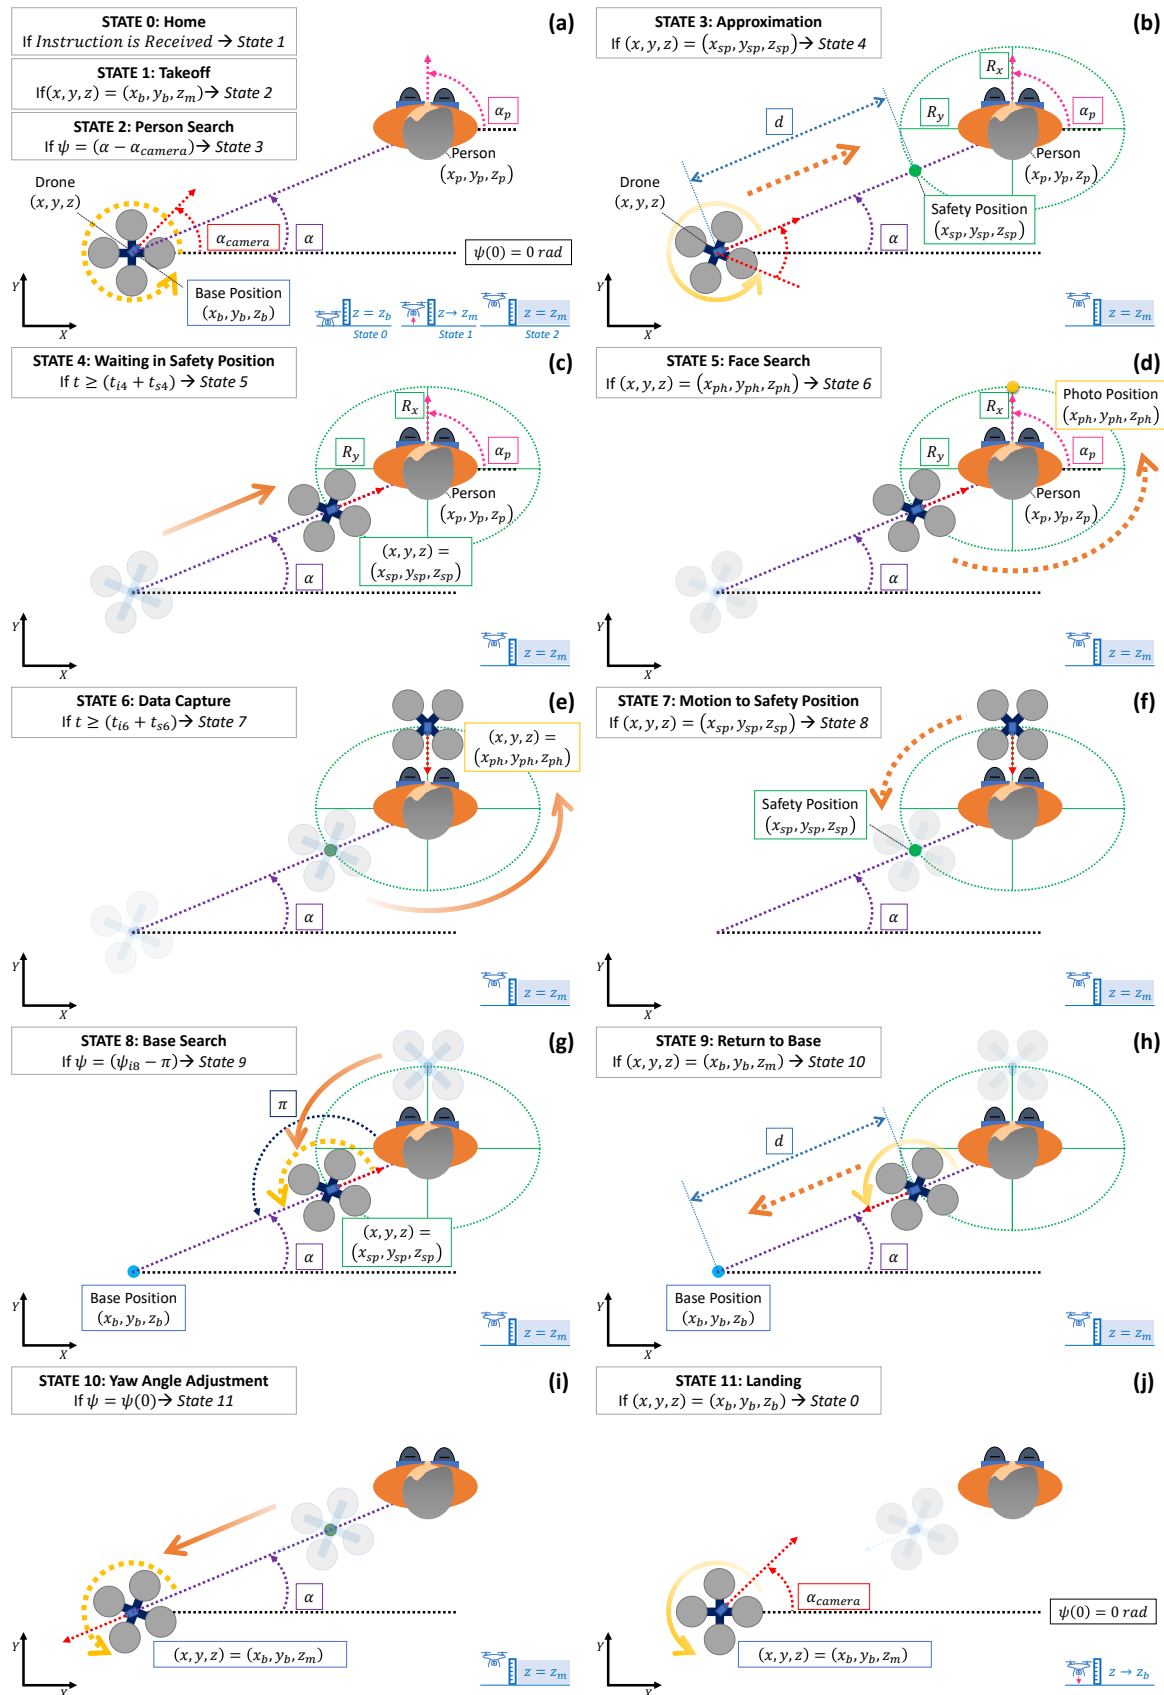 STATE 0: Home
If Instruction is Received → State 1
(a)
STATE 1: Takeoff
If(x, y, z) = (x_b, y_b, z_m)→ State 2
STATE 2: Person Search
If ψ = (α − α_camera)→ State 3
α_p
Person
(x_p, y_p, z_p)
Drone
(x, y, z)
α_camera
α
ψ(0) = 0 rad
Base Position
(x_b, y_b, z_b)
Y
X
z = z_b
State 0
z → z_m
State 1
z = z_m
State 2
STATE 3: Approximation
If (x, y, z) = (x_sp, y_sp, z_sp)→ State 4
(b)
R_x
R_y
α_p
d
Person
(x_p, y_p, z_p)
Drone
(x, y, z)
Safety Position
(x_sp, y_sp, z_sp)
α
Y
X
z = z_m
STATE 4: Waiting in Safety Position
If t ≥ (t_i4 + t_s4) → State 5
(c)
R_x
R_y
α_p
Person
(x_p, y_p, z_p)
(x, y, z) =
(x_sp, y_sp, z_sp)
α
Y
X
z = z_m
STATE 5: Face Search
If (x, y, z) = (x_ph, y_ph, z_ph) → State 6
(d)
Photo Position
(x_ph, y_ph, z_ph)
R_x
R_y
α_p
Person
(x_p, y_p, z_p)
α
Y
X
z = z_m
STATE 6: Data Capture
If t ≥ (t_i6 + t_s6)→ State 7
(e)
(x, y, z) =
(x_ph, y_ph, z_ph)
α
Y
X
z = z_m
STATE 7: Motion to Safety Position
If (x, y, z) = (x_sp, y_sp, z_sp) → State 8
(f)
Safety Position
(x_sp, y_sp, z_sp)
α
Y
X
z = z_m
STATE 8: Base Search
If ψ = (ψ_i8 − π)→ State 9
(g)
π
(x, y, z) =
(x_sp, y_sp, z_sp)
α
Base Position
(x_b, y_b, z_b)
Y
X
z = z_m
STATE 9: Return to Base
If (x, y, z) = (x_b, y_b, z_m) → State 10
(h)
d
α
Base Position
(x_b, y_b, z_b)
Y
X
z = z_m
STATE 10: Yaw Angle Adjustment
If ψ = ψ(0)→ State 11
(i)
α
(x, y, z) = (x_b, y_b, z_m)
Y
X
z = z_m
STATE 11: Landing
If (x, y, z) = (x_b, y_b, z_b) → State 0
(j)
α_camera
ψ(0) = 0 rad
(x, y, z) = (x_b, y_b, z_m)
Y
X
z → z_b